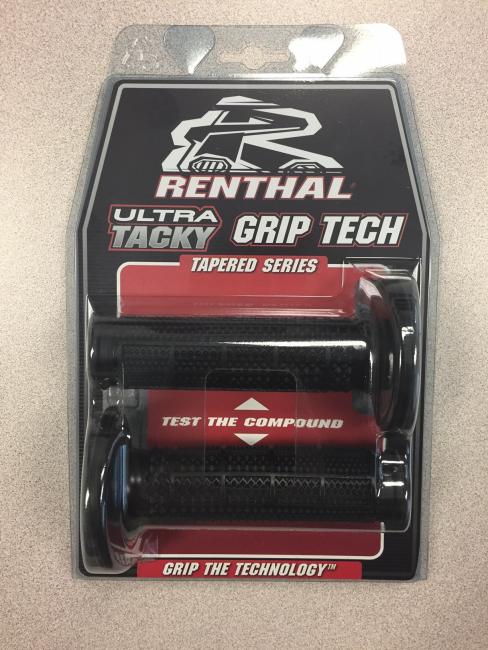 RENTHAL
ULTRA TACKY GRIP TECH
TAPERED SERIES
TEST THE COMPOUND
GRIP THE TECHNOLOGY™